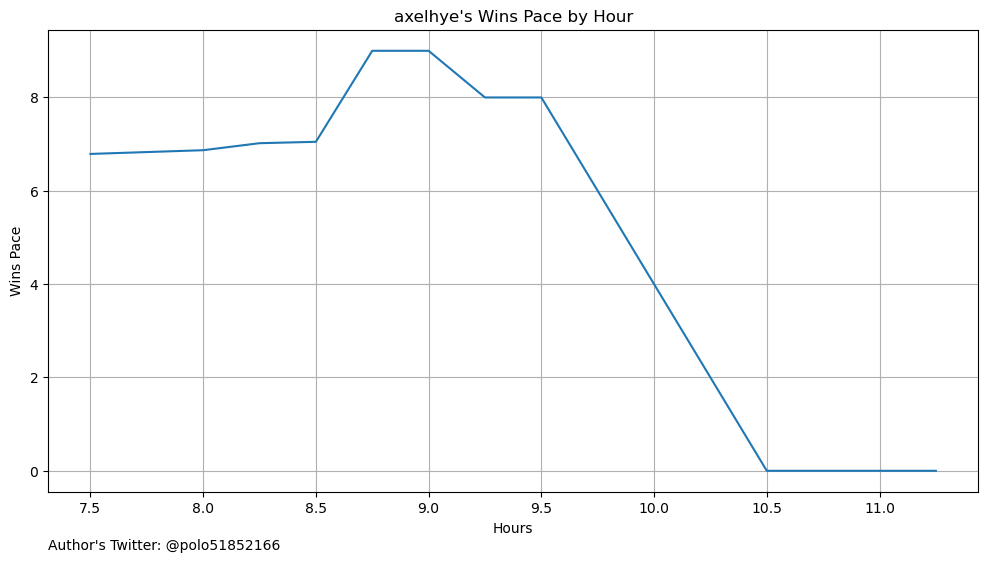 axelhye's Wins Pace by Hour
Wins Pace
8
6
4
2
0
7.5 8.0 8.5 9.0 9.5 10.0 10.5 11.0
Hours
Author's Twitter: @polo51852166